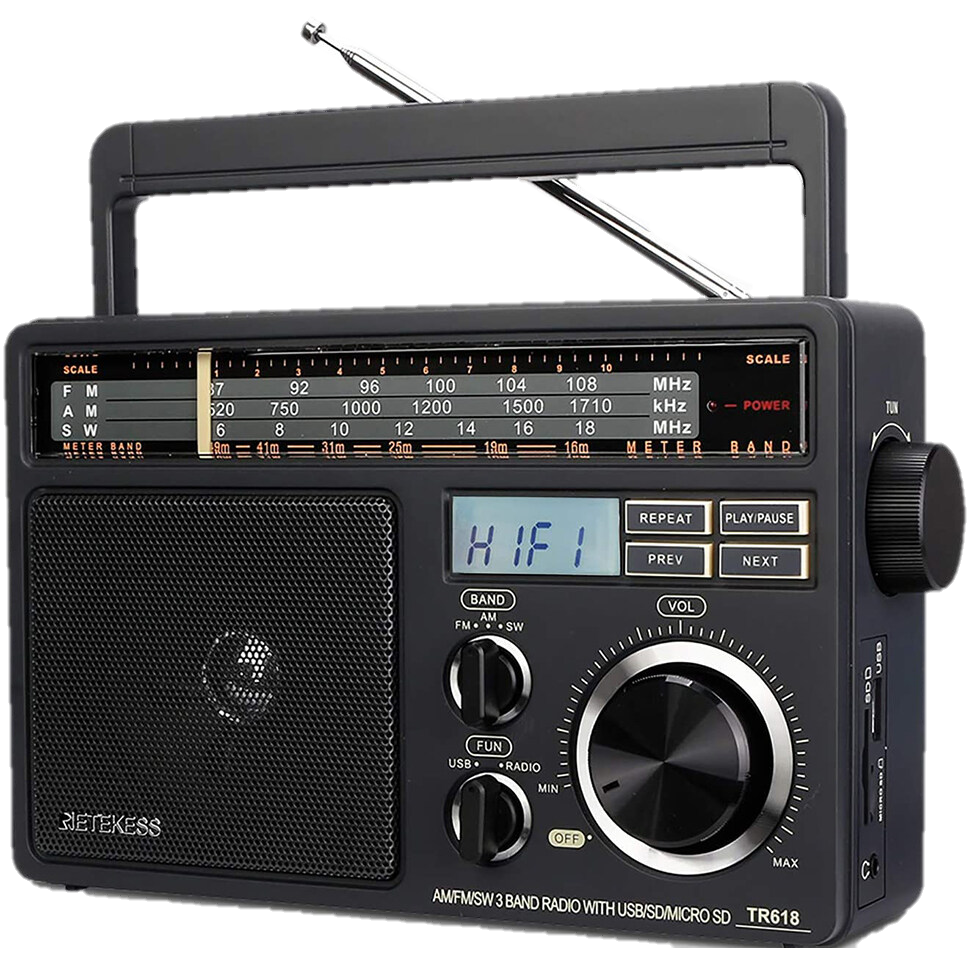 SCALE
1 2 3 4 5 6 7 8 9 10
SCALE
F M 87 92 96 100 104 108 MHz
A M 520 750 1000 1200 1500 1710 kHz
POWER
S W 6 8 10 12 14 16 18 MHz
METER BAND 49m 41m 31m 25m 19m 16m METER BAND
TUN
HIFI
REPEAT PLAY/PAUSE
PREV NEXT
BAND
AM
FM SW
VOL
FUN
USB RADIO
MIN
OFF
MAX
SD USB
MICRO SD
RETEKESS
AM/FM/SW 3 BAND RADIO WITH USB/SD/MICRO SD TR618